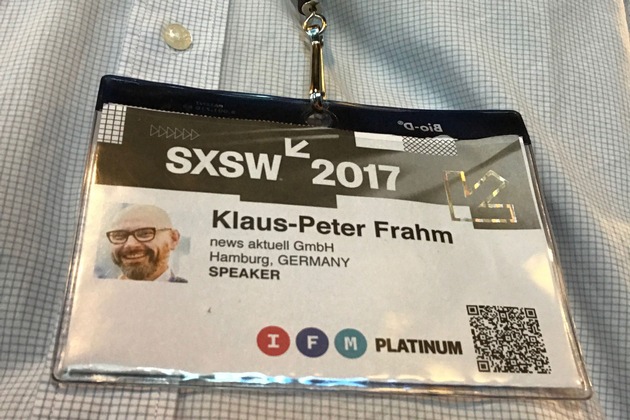 SXSW 2017
Klaus-Peter Frahm
news aktuell GmbH
Hamburg, GERMANY
SPEAKER
I F M PLATINUM
Bio-D®